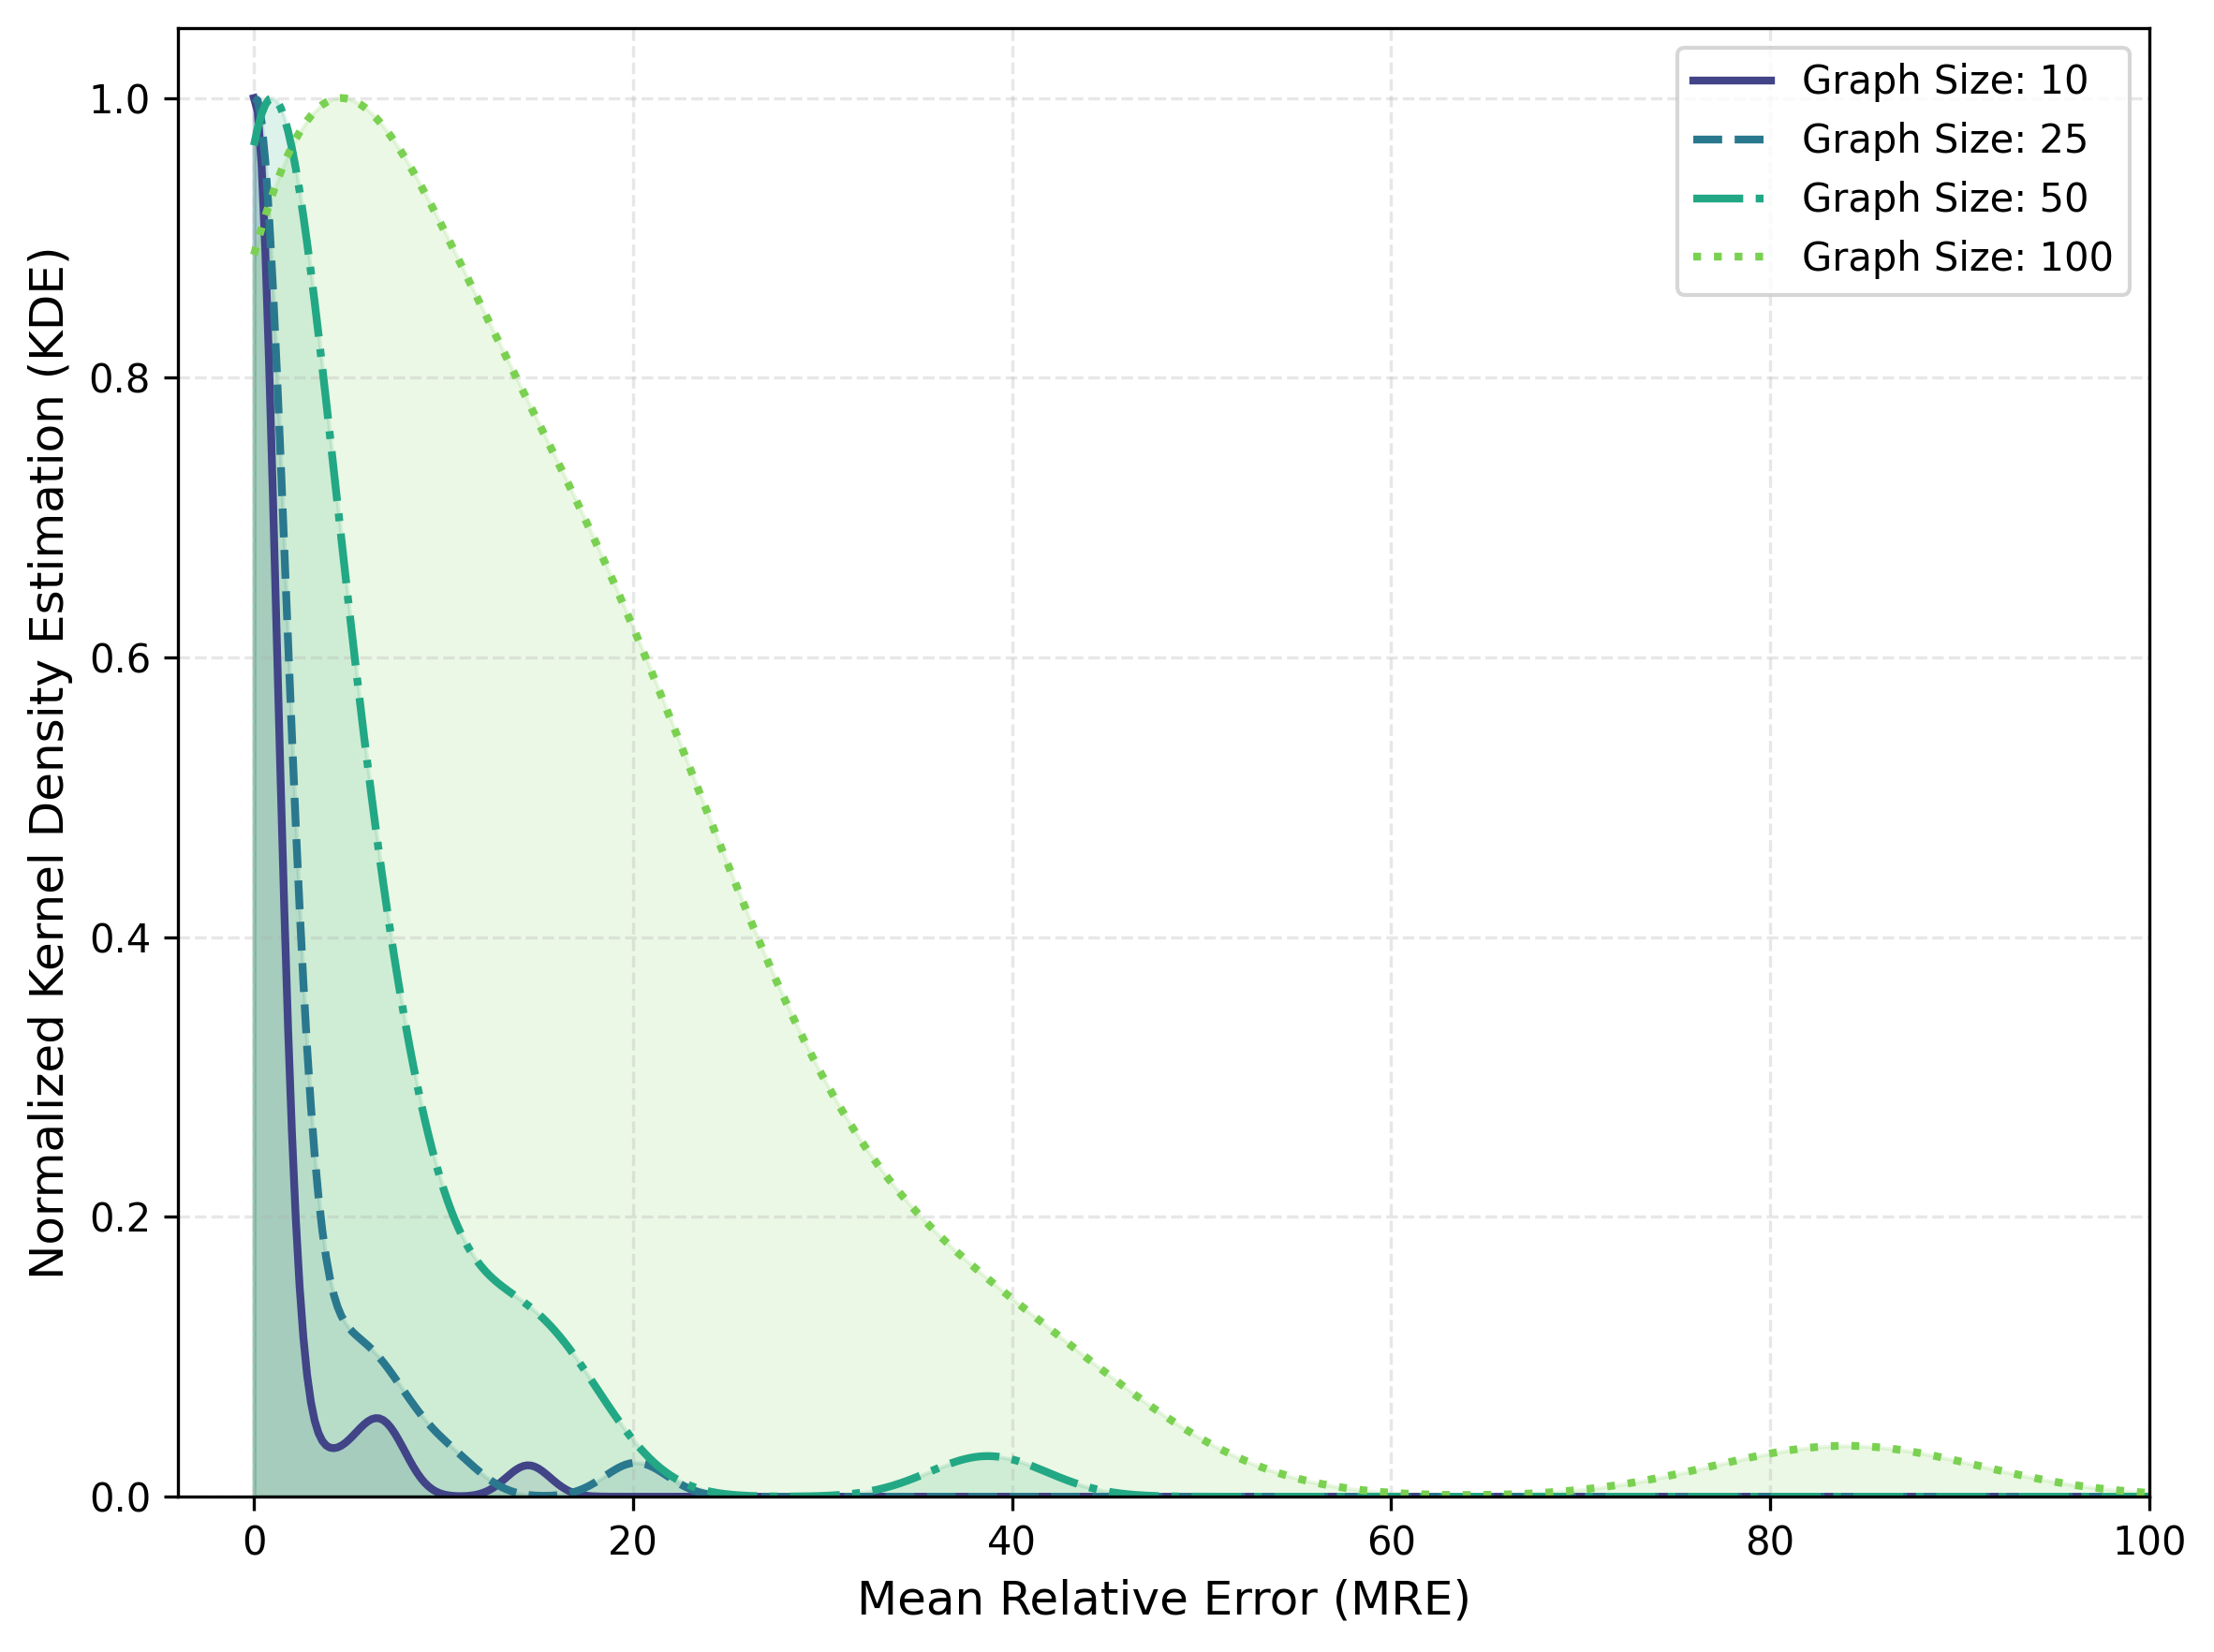 Graph Size: 10
Graph Size: 25
Graph Size: 50
Graph Size: 100
Normalized Kernel Density Estimation (KDE)
1.0
0.8
0.6
0.4
0.2
0.0
0 20 40 60 80 100
Mean Relative Error (MRE)